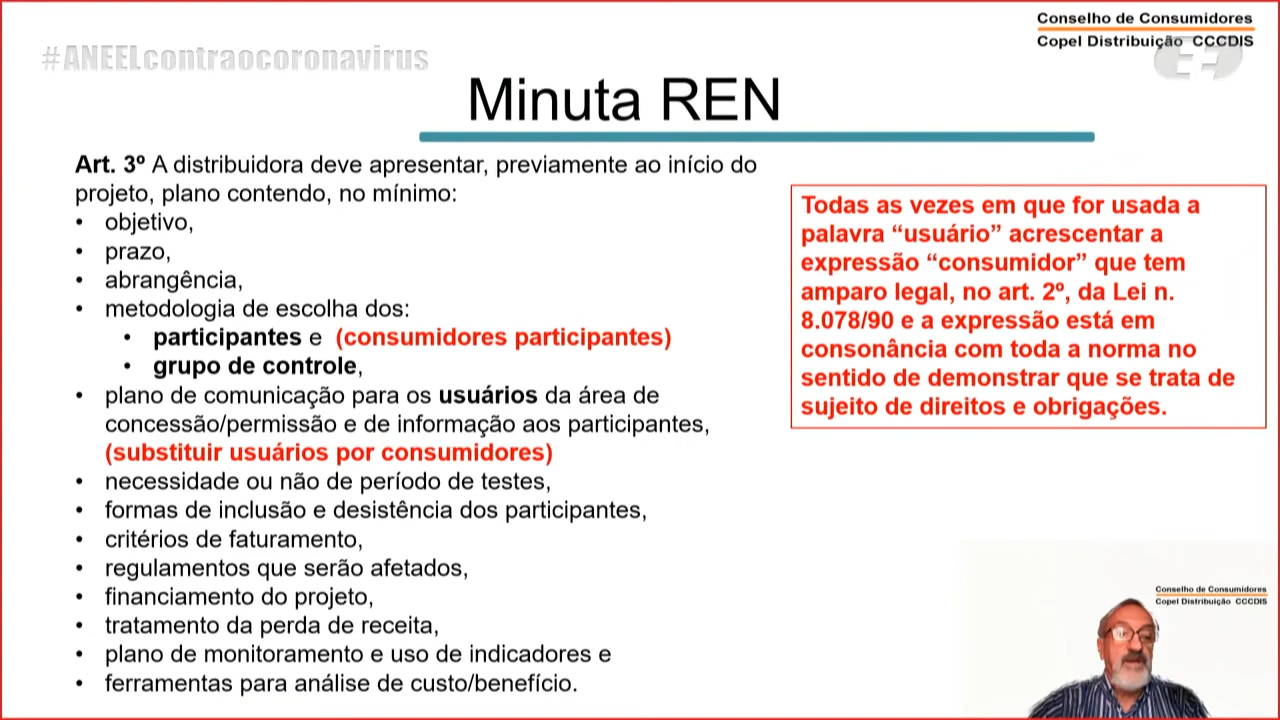 #ANEELcontraocoronavirus
Conselho de Consumidores
Copel Distribuição CCCDIS
Minuta REN
Art. 3º A distribuidora deve apresentar, previamente ao início do
projeto, plano contendo, no mínimo:
• objetivo,
• prazo,
• abrangência,
• metodologia de escolha dos:
• participantes e (consumidores participantes)
• grupo de controle,
• plano de comunicação para os usuários da área de
concessão/permissão e de informação aos participantes,
(substituir usuários por consumidores)
• necessidade ou não de período de testes,
• formas de inclusão e desistência dos participantes,
• critérios de faturamento,
• regulamentos que serão afetados,
• financiamento do projeto,
• tratamento da perda de receita,
• plano de monitoramento e uso de indicadores e
• ferramentas para análise de custo/benefício.
Todas as vezes em que for usada a
palavra “usuário” acrescentar a
expressão “consumidor” que tem
amparo legal, no art. 2º, da Lei n.
8.078/90 e a expressão está em
consonância com toda a norma no
sentido de demonstrar que se trata de
sujeito de direitos e obrigações.
Conselho de Consumidores
Copel Distribuição CCCDIS